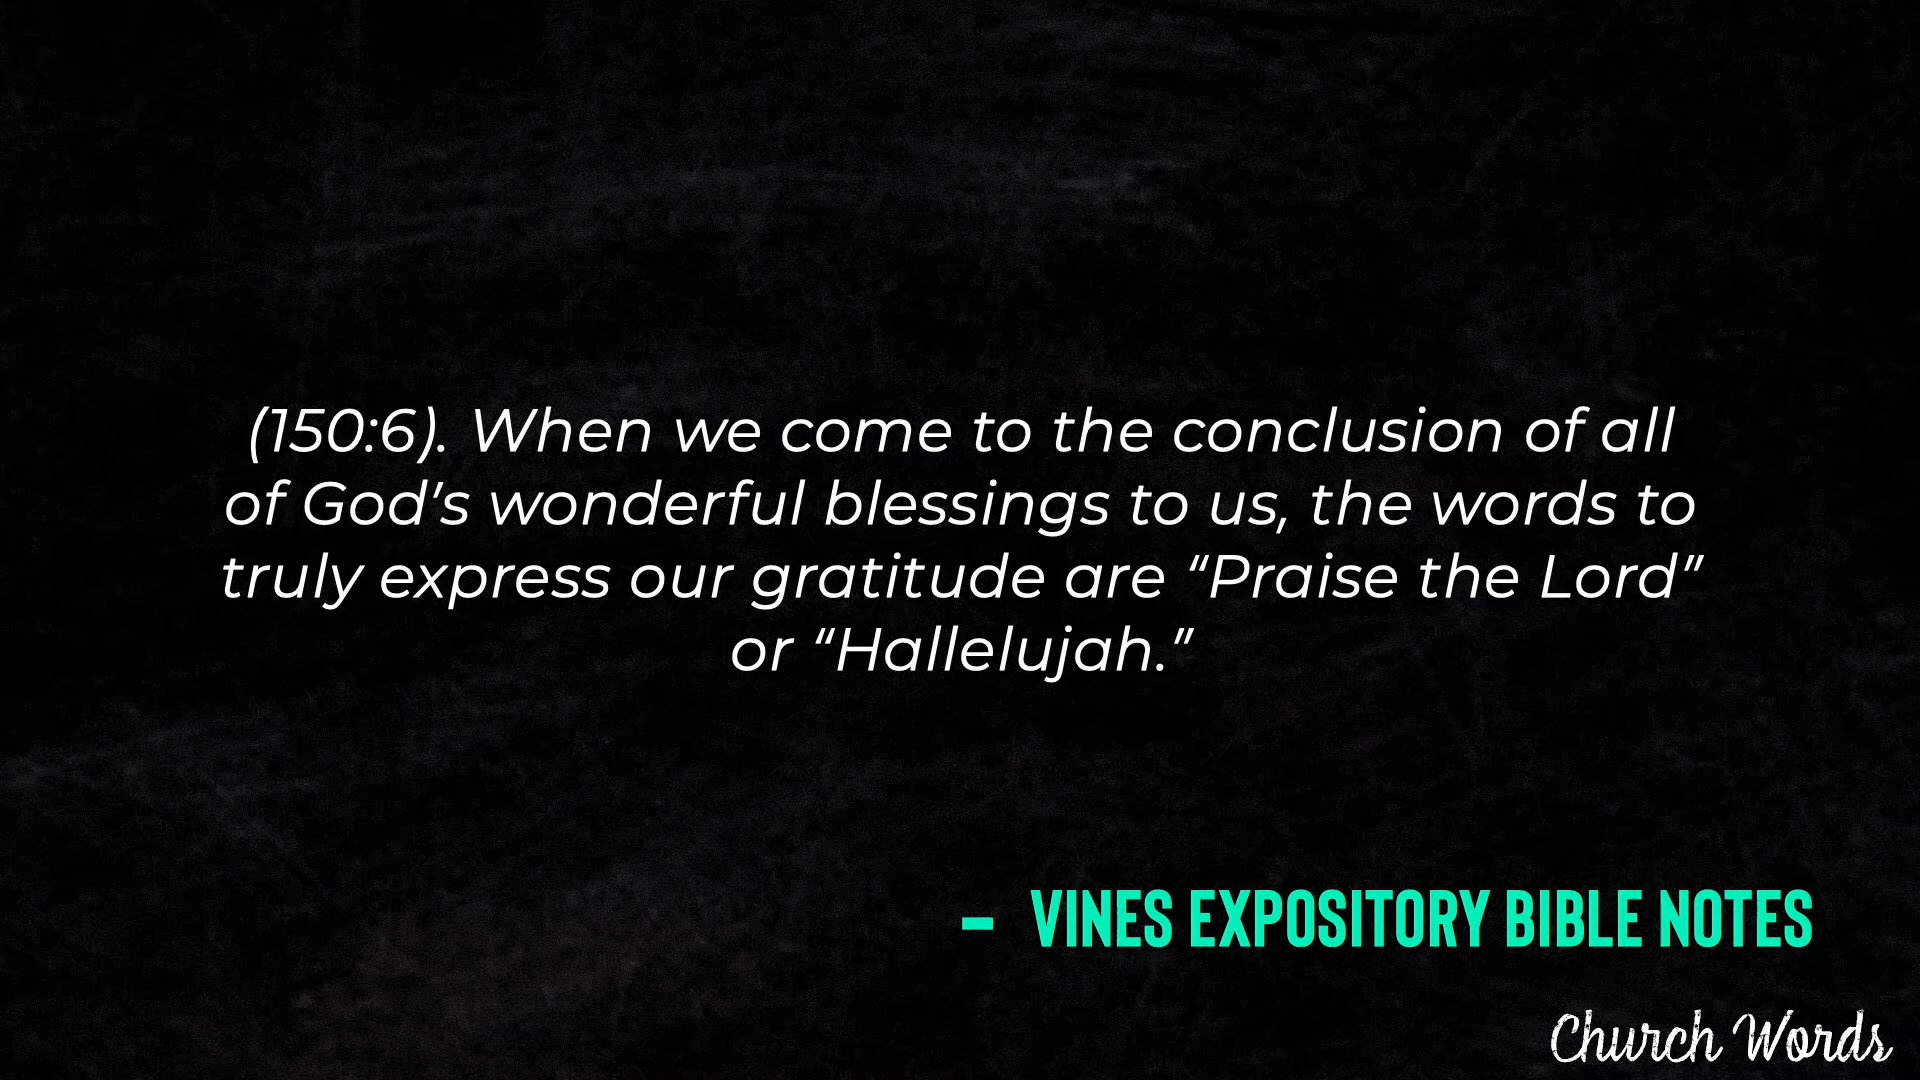 (150:6). When we come to the conclusion of all
of God's wonderful blessings to us, the words to
truly express our gratitude are “Praise the Lord”
or “Hallelujah.”
– VINES EXPOSITORY BIBLE NOTES
Church Words